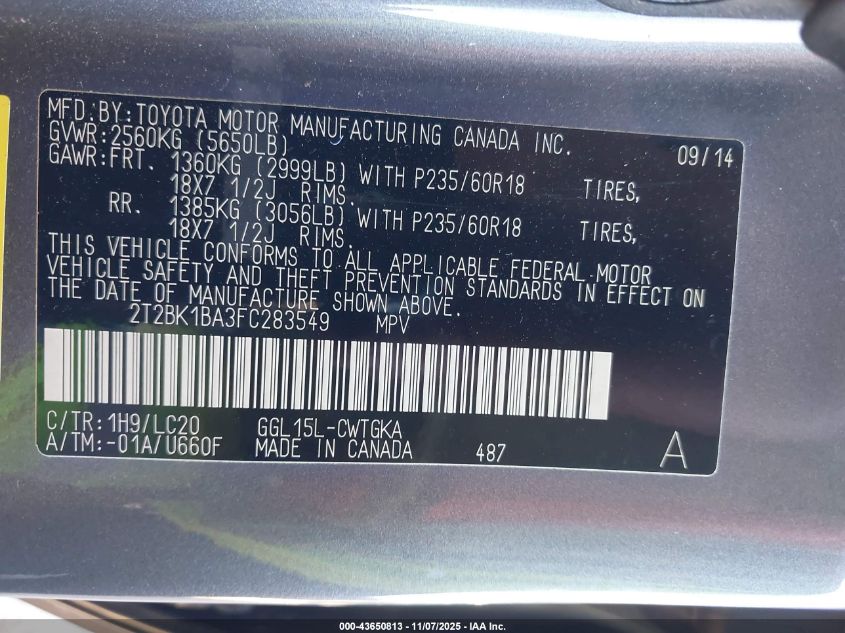 MFD.BY:TOYOTA MOTOR MANUFACTURING CANADA INC. 09/14
GVWR:2560KG (5650LB)
GAWR:FRT. 1360KG (2999LB) WITH P235/60R18 TIRES,
18X7 1/2J RIMS.
RR. 1385KG (3056LB) WITH P235/60R18 TIRES,
18X7 1/2J RIMS.
THIS VEHICLE CONFORMS TO ALL APPLICABLE FEDERAL MOTOR
VEHICLE SAFETY AND THEFT PREVENTION STANDARDS IN EFFECT ON
THE DATE OF MANUFACTURE SHOWN ABOVE.
2T2BK1BA3FC283549 MPV
C/TR:1H9/LC20 GGL15L-CWTGKA
A/TM:-01A/U660F MADE IN CANADA 487 A
000-43650813 - 11/07/2025 - IAA Inc.